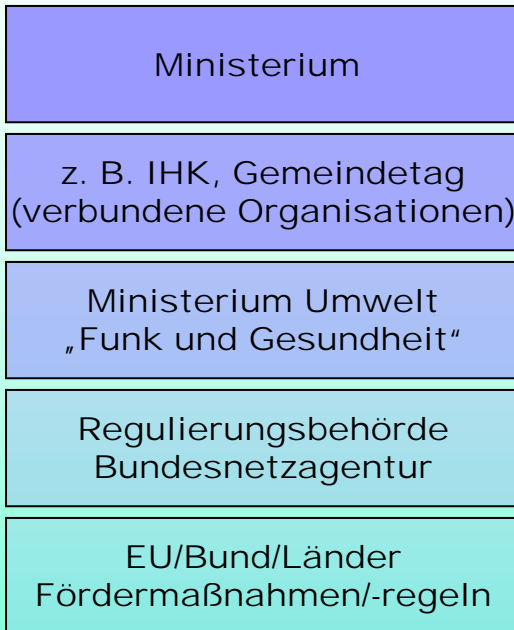 Ministerium
z. B. IHK, Gemeindetag
(verbundene Organisationen)
Ministerium Umwelt
„Funk und Gesundheit“
Regulierungsbehörde
Bundesnetzagentur
EU/Bund/Länder
Fördermaßnahmen/-regeln